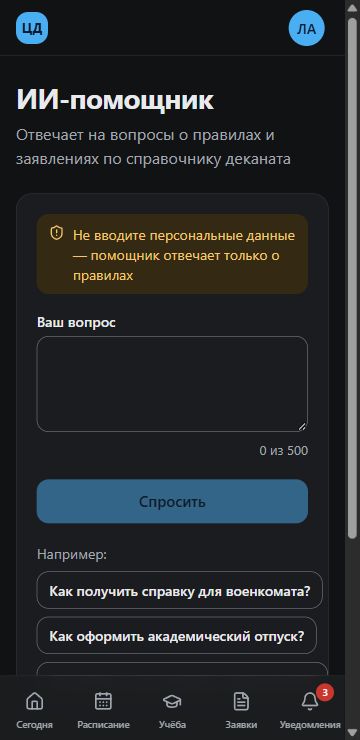 ЦД
ЛА
ИИ-помощник
Отвечает на вопросы о правилах и
заявлениях по справочнику деканата
Не вводите персональные данные
— помощник отвечает только о
правилах
Ваш вопрос
0 из 500
Спросить
Например:
Как получить справку для военкомата?
Как оформить академический отпуск?
3
Сегодня
Расписание
Учёба
Заявки
Уведомления